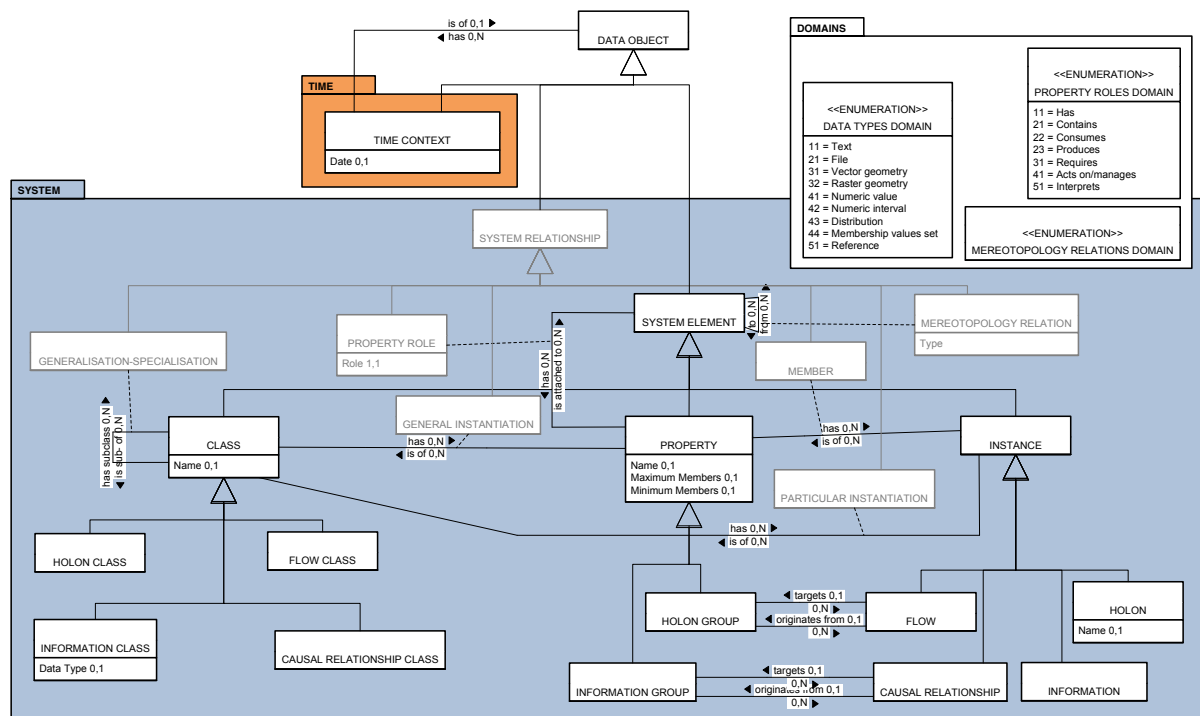 is of 0,1
has 0,N
DATA OBJECT
DOMAINS
<<ENUMERATION>>
PROPERTY ROLES DOMAIN
11 = Has
21 = Contains
22 = Consumes
23 = Produces
31 = Requires
41 = Acts on/manages
51 = Interprets
<<ENUMERATION>>
DATA TYPES DOMAIN
11 = Text
21 = File
31 = Vector geometry
32 = Raster geometry
41 = Numeric value
42 = Numeric interval
43 = Distribution
44 = Membership values set
51 = Reference
<<ENUMERATION>>
MEREOTOPOLOGY RELATIONS DOMAIN
TIME
TIME CONTEXT
Date 0,1
SYSTEM
SYSTEM RELATIONSHIP
SYSTEM ELEMENT
to 0,N
from 0,N
MEREOTOPOLOGY RELATION
Type
GENERALISATION-SPECIALISATION
PROPERTY ROLE
Role 1,1
has 0,N
is attached to 0,N
MEMBER
GENERAL INSTANTIATION
has subclass 0,N
is sub- of 0,N
CLASS
Name 0,1
has 0,N
is of 0,N
PROPERTY
Name 0,1
Maximum Members 0,1
Minimum Members 0,1
has 0,N
is of 0,N
INSTANCE
PARTICULAR INSTANTIATION
has 0,N
is of 0,N
HOLON CLASS
FLOW CLASS
INFORMATION CLASS
Data Type 0,1
CAUSAL RELATIONSHIP CLASS
HOLON GROUP
targets 0,1
0,N
originates from 0,1
0,N
FLOW
HOLON
Name 0,1
INFORMATION GROUP
targets 0,1
0,N
originates from 0,1
0,N
CAUSAL RELATIONSHIP
INFORMATION